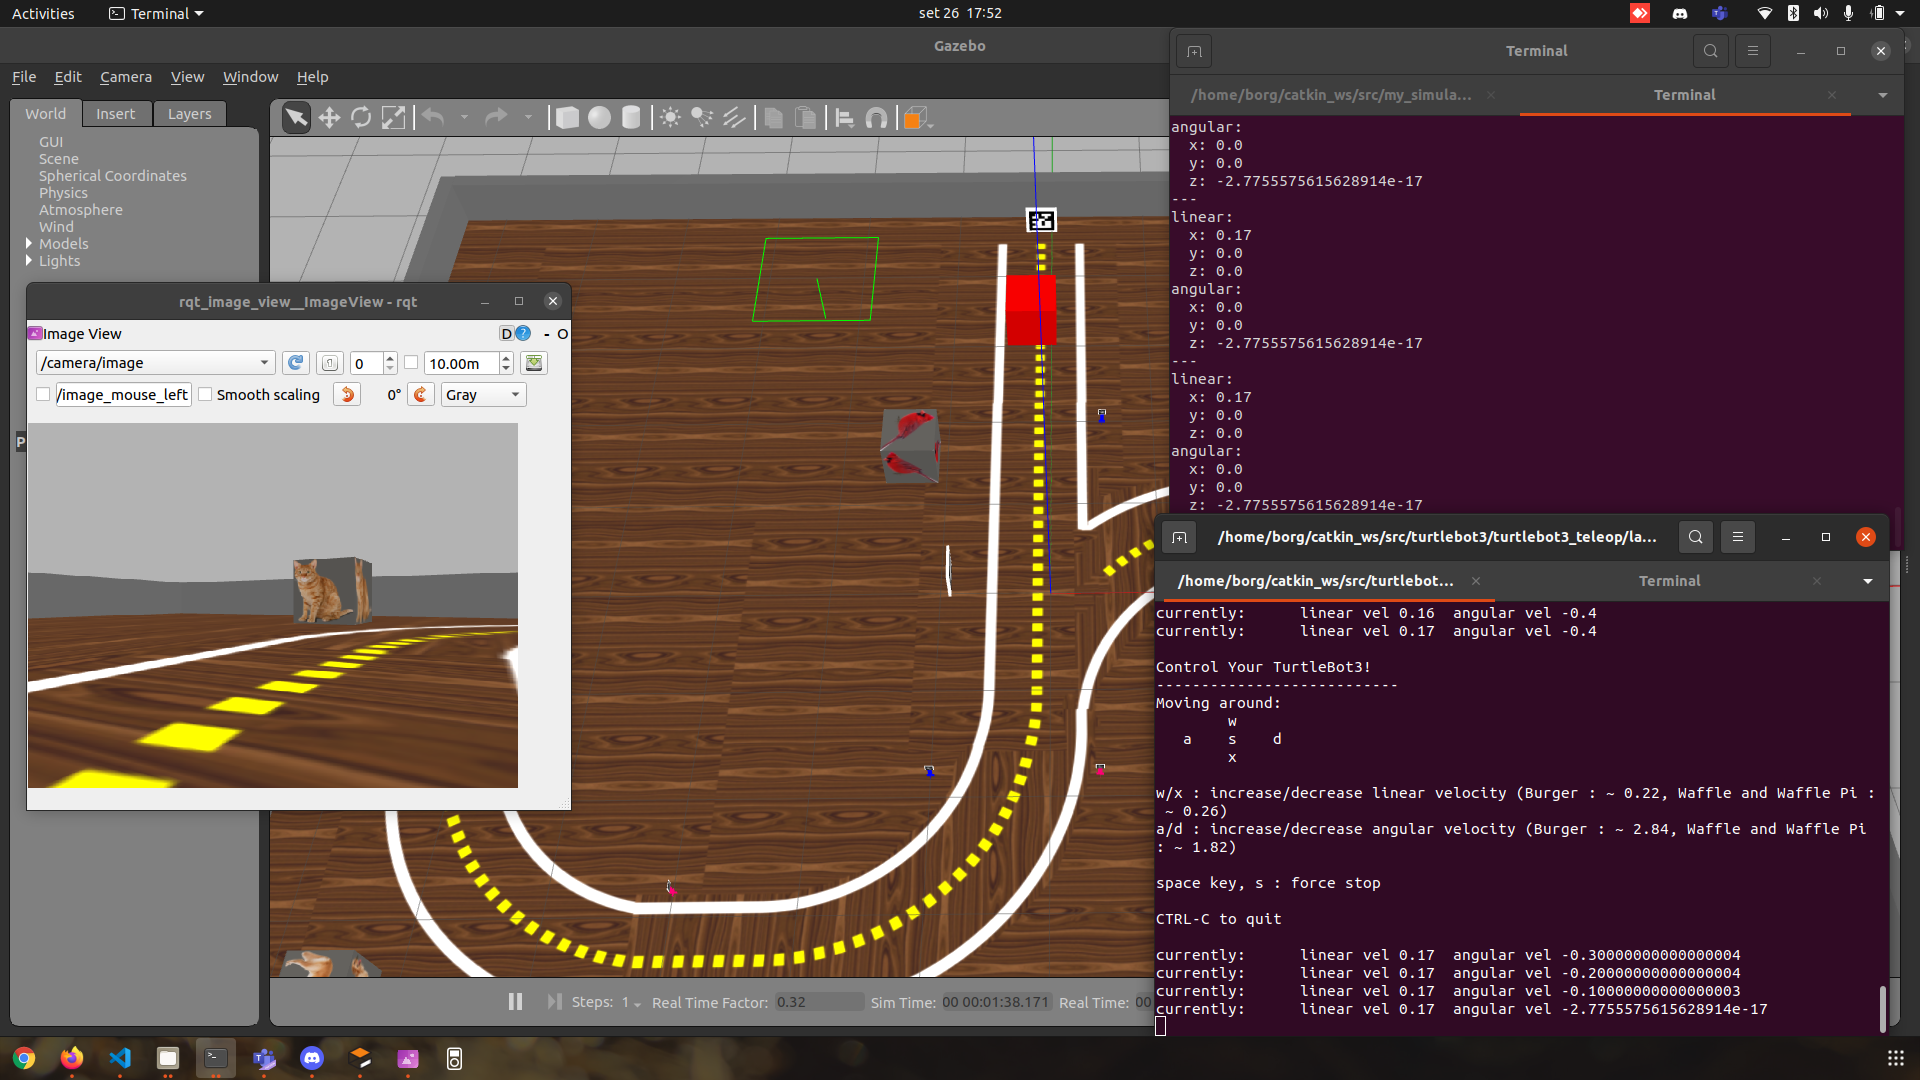 Activities
Terminal
set 26 17:52
Gazebo
File Edit Camera View Window Help
World Insert Layers
GUI
Scene
Spherical Coordinates
Physics
Atmosphere
Wind
Models
Lights
rqt_image_view__ImageView - rqt
Image View
D
?
- O
/camera/image
0
10.00m
/image_mouse_left
Smooth scaling
0°
Gray
P
Steps: 1
Real Time Factor: 0.32
Sim Time: 00 00:01:38.171
Real Time: 00
Terminal
/home/borg/catkin_ws/src/my_simula...
Terminal
angular:
x: 0.0
y: 0.0
z: -2.7755575615628914e-17
---
linear:
x: 0.17
y: 0.0
z: 0.0
angular:
x: 0.0
y: 0.0
z: -2.7755575615628914e-17
---
linear:
x: 0.17
y: 0.0
z: 0.0
angular:
x: 0.0
y: 0.0
z: -2.7755575615628914e-17
/home/borg/catkin_ws/src/turtlebot3/turtlebot3_teleop/la...
/home/borg/catkin_ws/src/turtlebot...
Terminal
currently: linear vel 0.16 angular vel -0.4
currently: linear vel 0.17 angular vel -0.4
Control Your TurtleBot3!
---------------------------
Moving around:
w
a s d
x
w/x : increase/decrease linear velocity (Burger : ~ 0.22, Waffle and Waffle Pi :
~ 0.26)
a/d : increase/decrease angular velocity (Burger : ~ 2.84, Waffle and Waffle Pi
: ~ 1.82)
space key, s : force stop
CTRL-C to quit
currently: linear vel 0.17 angular vel -0.30000000000000004
currently: linear vel 0.17 angular vel -0.20000000000000004
currently: linear vel 0.17 angular vel -0.10000000000000003
currently: linear vel 0.17 angular vel -2.7755575615628914e-17